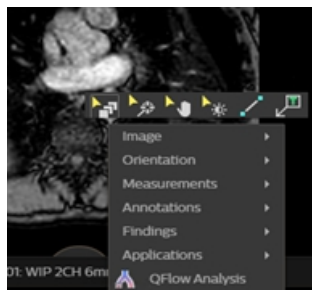 T
Image
Orientation
Measurements
Annotations
Findings
Applications
01: WIP 2CH 6m
QFlow Analysis